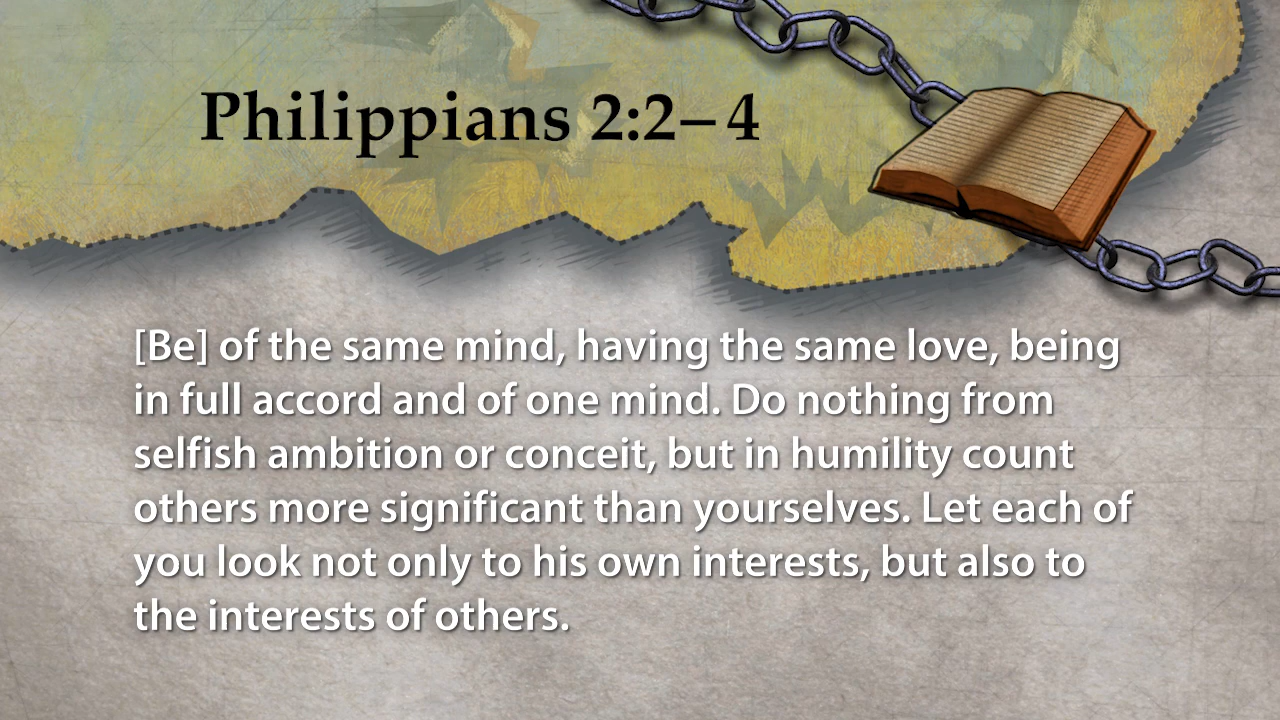 Philippians 2:2–4
[Be] of the same mind, having the same love, being
in full accord and of one mind. Do nothing from
selfish ambition or conceit, but in humility count
others more significant than yourselves. Let each of
you look not only to his own interests, but also to
the interests of others.